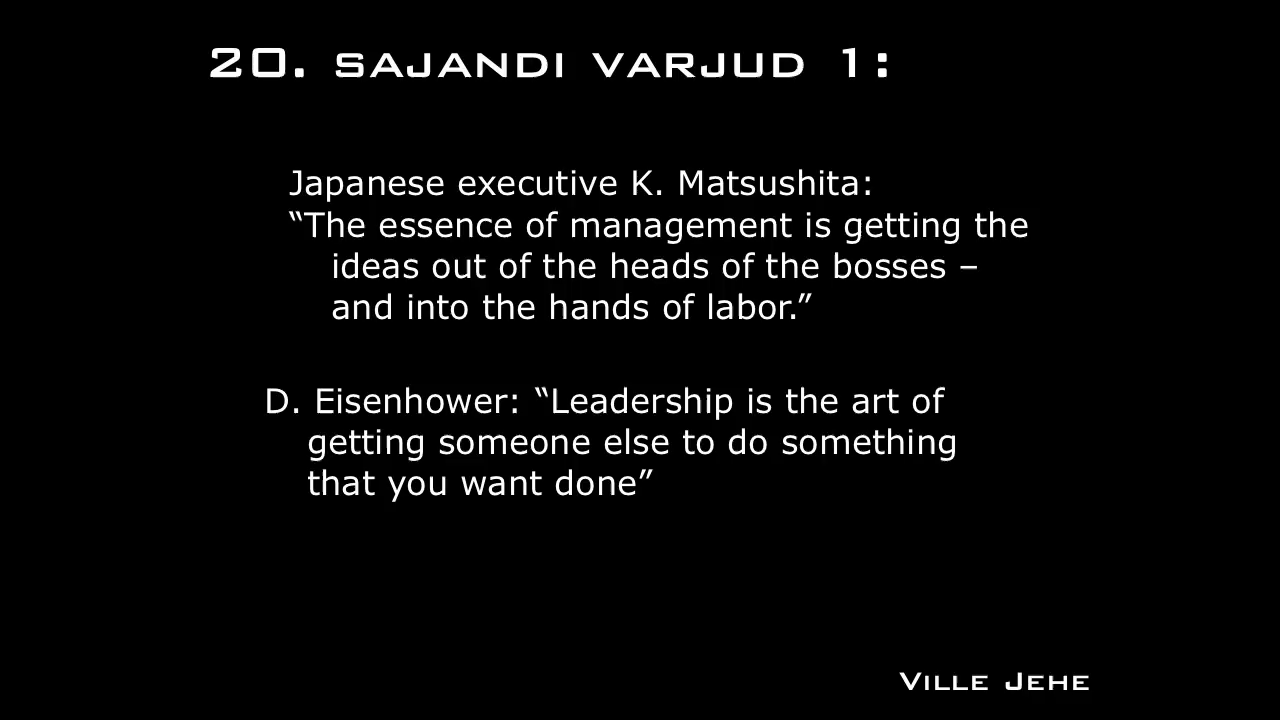 20. SAJANDI VARJUD 1:
Japanese executive K. Matsushita:
“The essence of management is getting the
ideas out of the heads of the bosses –
and into the hands of labor.”
D. Eisenhower: “Leadership is the art of
getting someone else to do something
that you want done”
VILLE JEHE